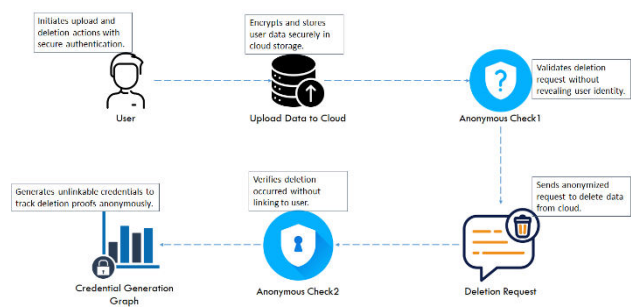 Initiates upload and
deletion actions with
secure authentication.
User
Encrypts and stores
user data securely in
cloud storage.
Upload Data to Cloud
Validates deletion
request without
revealing user identity.
Anonymous Check1
Generates unlinkable credentials to
track deletion proofs anonymously.
Credential Generation
Graph
Verifies deletion
occurred without
linking to user.
Anonymous Check2
Sends anonymized
request to delete data
from cloud.
Deletion Request